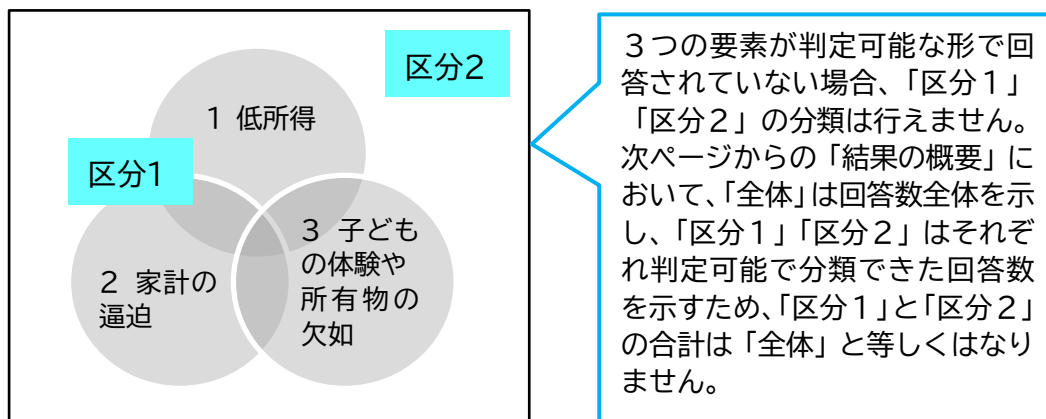 区分2
1 低所得
区分1
2 家計の
逼迫
3 子ども
の体験や
所有物の
欠如
３つの要素が判定可能な形で回
答されていない場合、「区分１」
「区分２」の分類は行えません。
次ページからの「結果の概要」に
おいて、「全体」は回答数全体を示
し、「区分１」「区分２」はそれぞ
れ判定可能で分類できた回答数
を示すため、「区分１」と「区分２」
の合計は「全体」と等しくはなり
ません。